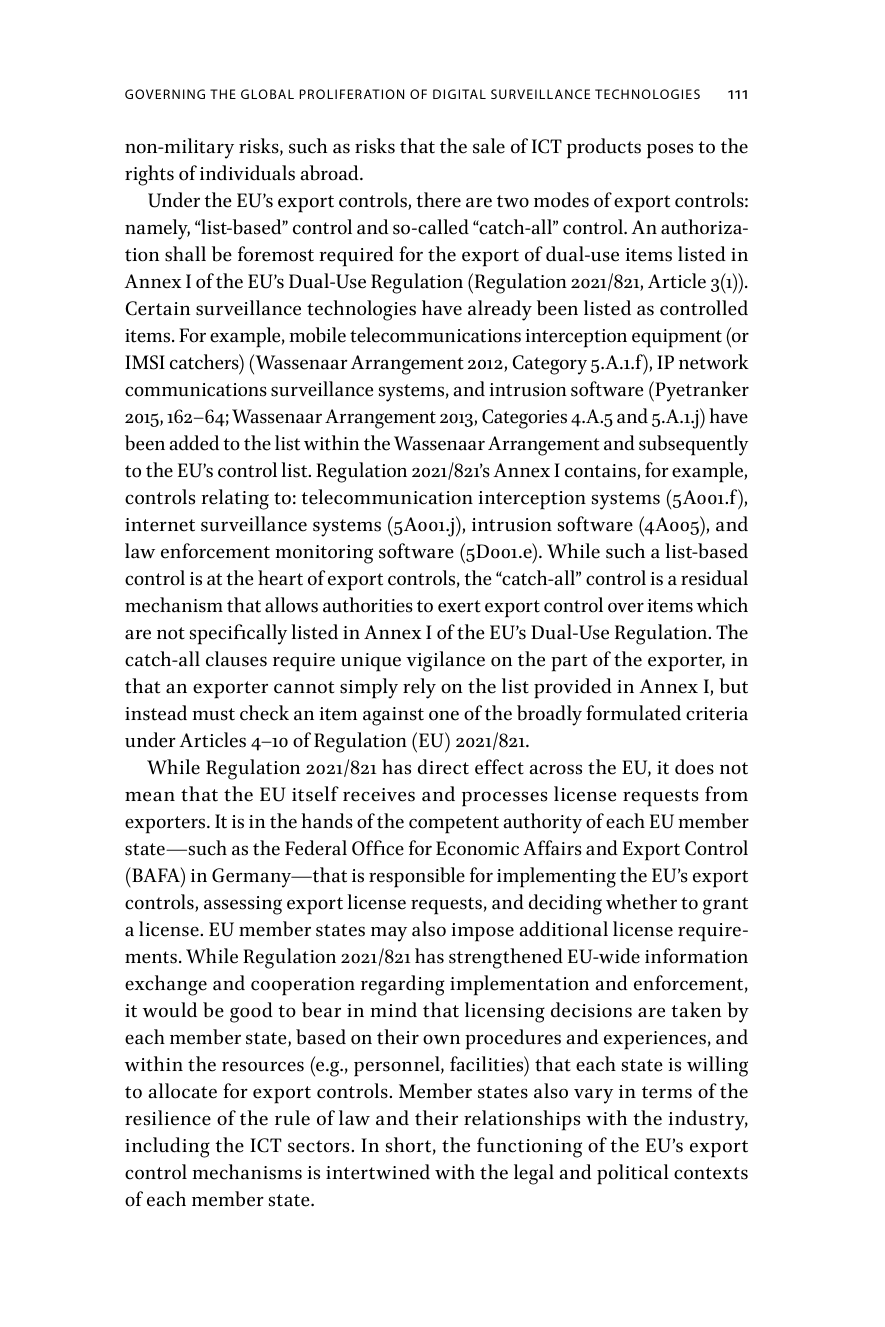 GOVERNING THE GLOBAL PROLIFERATION OF DIGITAL SURVEILLANCE TECHNOLOGIES 111
non-military risks, such as risks that the sale of ICT products poses to the
rights of individuals abroad.
Under the EU’s export controls, there are two modes of export controls:
namely, “list-based” control and so-called “catch-all” control. An authoriza-
tion shall be foremost required for the export of dual-use items listed in
Annex I of the EU’s Dual-Use Regulation (Regulation 2021/821, Article 3(1)).
Certain surveillance technologies have already been listed as controlled
items. For example, mobile telecommunications interception equipment (or
IMSI catchers) (Wassenaar Arrangement 2012, Category 5.A.1.f), IP network
communications surveillance systems, and intrusion software (Pyetranker
2015, 162–64; Wassenaar Arrangement 2013, Categories 4.A.5 and 5.A.1.j) have
been added to the list within the Wassenaar Arrangement and subsequently
to the EU’s control list. Regulation 2021/821’s Annex I contains, for example,
controls relating to: telecommunication interception systems (5A001.f),
internet surveillance systems (5A001.j), intrusion software (4A005), and
law enforcement monitoring software (5D001.e). While such a list-based
control is at the heart of export controls, the “catch-all” control is a residual
mechanism that allows authorities to exert export control over items which
are not specifically listed in Annex I of the EU’s Dual-Use Regulation. The
catch-all clauses require unique vigilance on the part of the exporter, in
that an exporter cannot simply rely on the list provided in Annex I, but
instead must check an item against one of the broadly formulated criteria
under Articles 4–10 of Regulation (EU) 2021/821.
While Regulation 2021/821 has direct effect across the EU, it does not
mean that the EU itself receives and processes license requests from
exporters. It is in the hands of the competent authority of each EU member
state—such as the Federal Office for Economic Affairs and Export Control
(BAFA) in Germany—that is responsible for implementing the EU’s export
controls, assessing export license requests, and deciding whether to grant
a license. EU member states may also impose additional license require-
ments. While Regulation 2021/821 has strengthened EU-wide information
exchange and cooperation regarding implementation and enforcement,
it would be good to bear in mind that licensing decisions are taken by
each member state, based on their own procedures and experiences, and
within the resources (e.g., personnel, facilities) that each state is willing
to allocate for export controls. Member states also vary in terms of the
resilience of the rule of law and their relationships with the industry,
including the ICT sectors. In short, the functioning of the EU’s export
control mechanisms is intertwined with the legal and political contexts
of each member state.